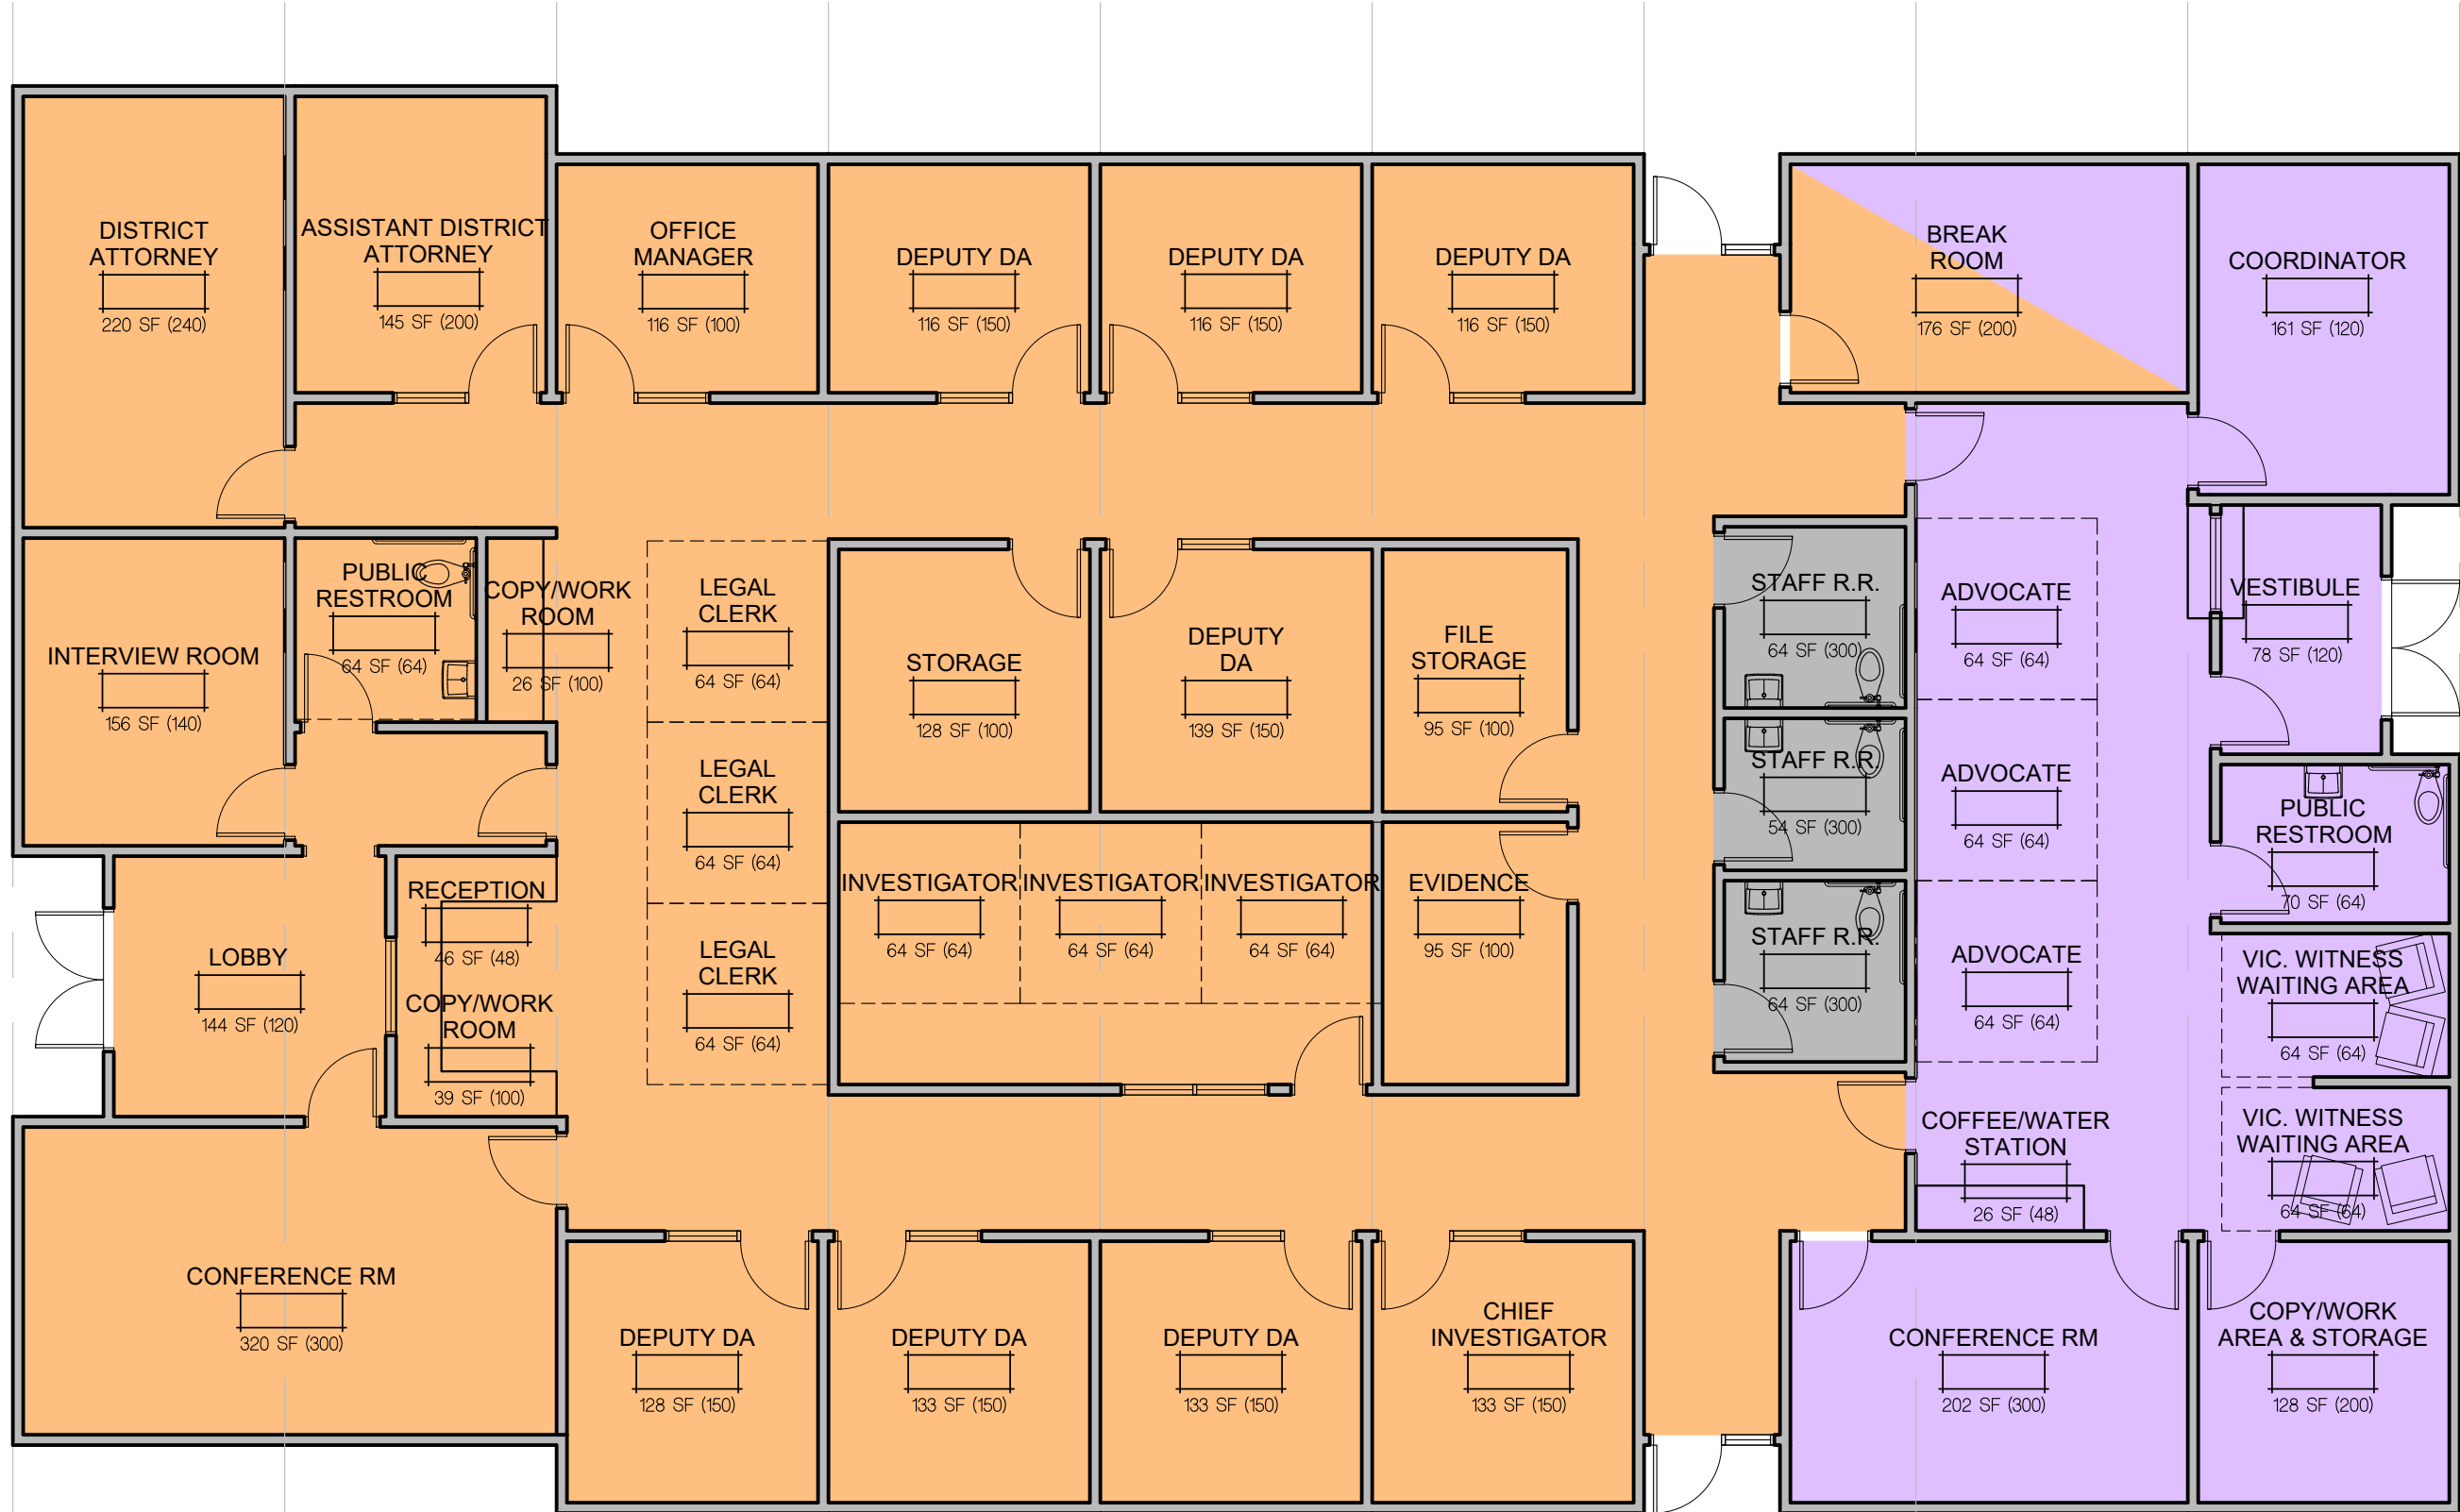 DISTRICT
ATTORNEY
220 SF (240)
ASSISTANT DISTRICT
ATTORNEY
145 SF (200)
OFFICE
MANAGER
116 SF (100)
DEPUTY DA
116 SF (150)
DEPUTY DA
116 SF (150)
DEPUTY DA
116 SF (150)
BREAK
ROOM
176 SF (200)
COORDINATOR
161 SF (120)
INTERVIEW ROOM
156 SF (140)
PUBLIC
RESTROOM
64 SF (64)
COPY/WORK
ROOM
26 SF (100)
LEGAL
CLERK
64 SF (64)
LEGAL
CLERK
64 SF (64)
LEGAL
CLERK
64 SF (64)
STORAGE
128 SF (100)
DEPUTY
DA
139 SF (150)
FILE
STORAGE
95 SF (100)
STAFF R.R.
64 SF (300)
STAFF R.R.
54 SF (300)
STAFF R.R.
64 SF (300)
ADVOCATE
64 SF (64)
ADVOCATE
64 SF (64)
ADVOCATE
64 SF (64)
VESTIBULE
78 SF (120)
PUBLIC
RESTROOM
70 SF (64)
INVESTIGATOR
64 SF (64)
INVESTIGATOR
64 SF (64)
INVESTIGATOR
64 SF (64)
EVIDENCE
95 SF (100)
LOBBY
144 SF (120)
RECEPTION
46 SF (48)
COPY/WORK
ROOM
39 SF (100)
VIC. WITNESS
WAITING AREA
64 SF (64)
VIC. WITNESS
WAITING AREA
64 SF (64)
COFFEE/WATER
STATION
26 SF (48)
CONFERENCE RM
320 SF (300)
DEPUTY DA
128 SF (150)
DEPUTY DA
133 SF (150)
DEPUTY DA
133 SF (150)
CHIEF
INVESTIGATOR
133 SF (150)
CONFERENCE RM
202 SF (300)
COPY/WORK
AREA & STORAGE
128 SF (200)